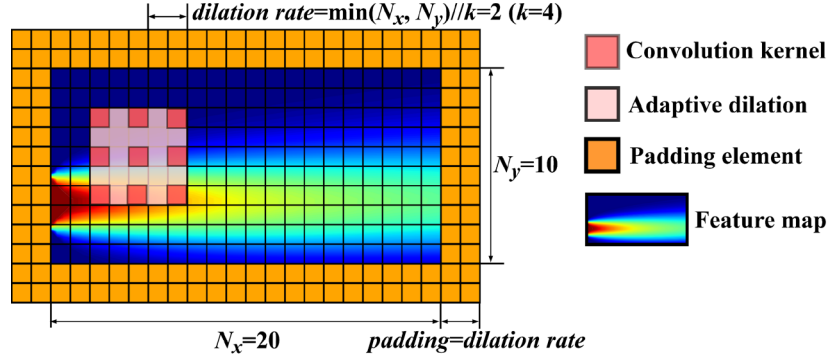 dilation rate=min(Nx, Ny)//k=2 (k=4)
Convolution kernel
Adaptive dilation
Padding element
Feature map
Ny=10
Nx=20
padding=dilation rate